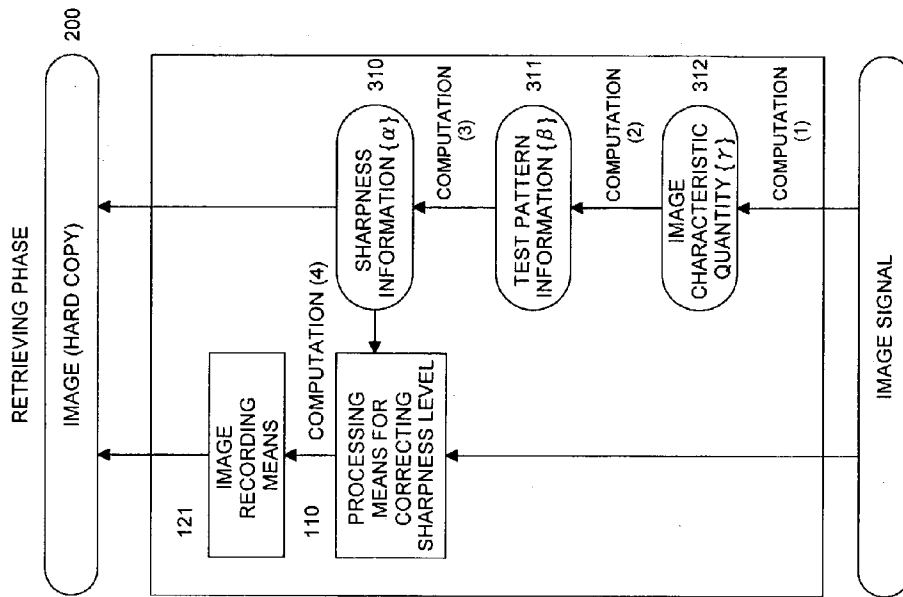 RETRIEVING PHASE
200
IMAGE (HARD COPY)
121
IMAGE
RECORDING
MEANS
COMPUTATION (4)
310
SHARPNESS
INFORMATION {α}
110
PROCESSING
MEANS FOR
CORRECTING
SHARPNESS LEVEL
COMPUTATION
(3)
311
TEST PATTERN
INFORMATION {β}
COMPUTATION
(2)
312
IMAGE
CHARACTERISTIC
QUANTITY {γ}
COMPUTATION
(1)
IMAGE SIGNAL